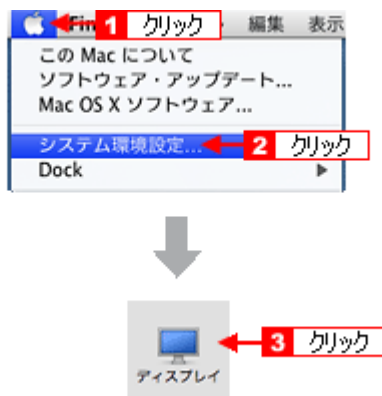 Fin 1 クリック 編集 表示
この Mac について
ソフトウェア・アップデート...
Mac OS X ソフトウェア...
システム環境設定... 2 クリック
Dock
3 クリック
ディスプレイ